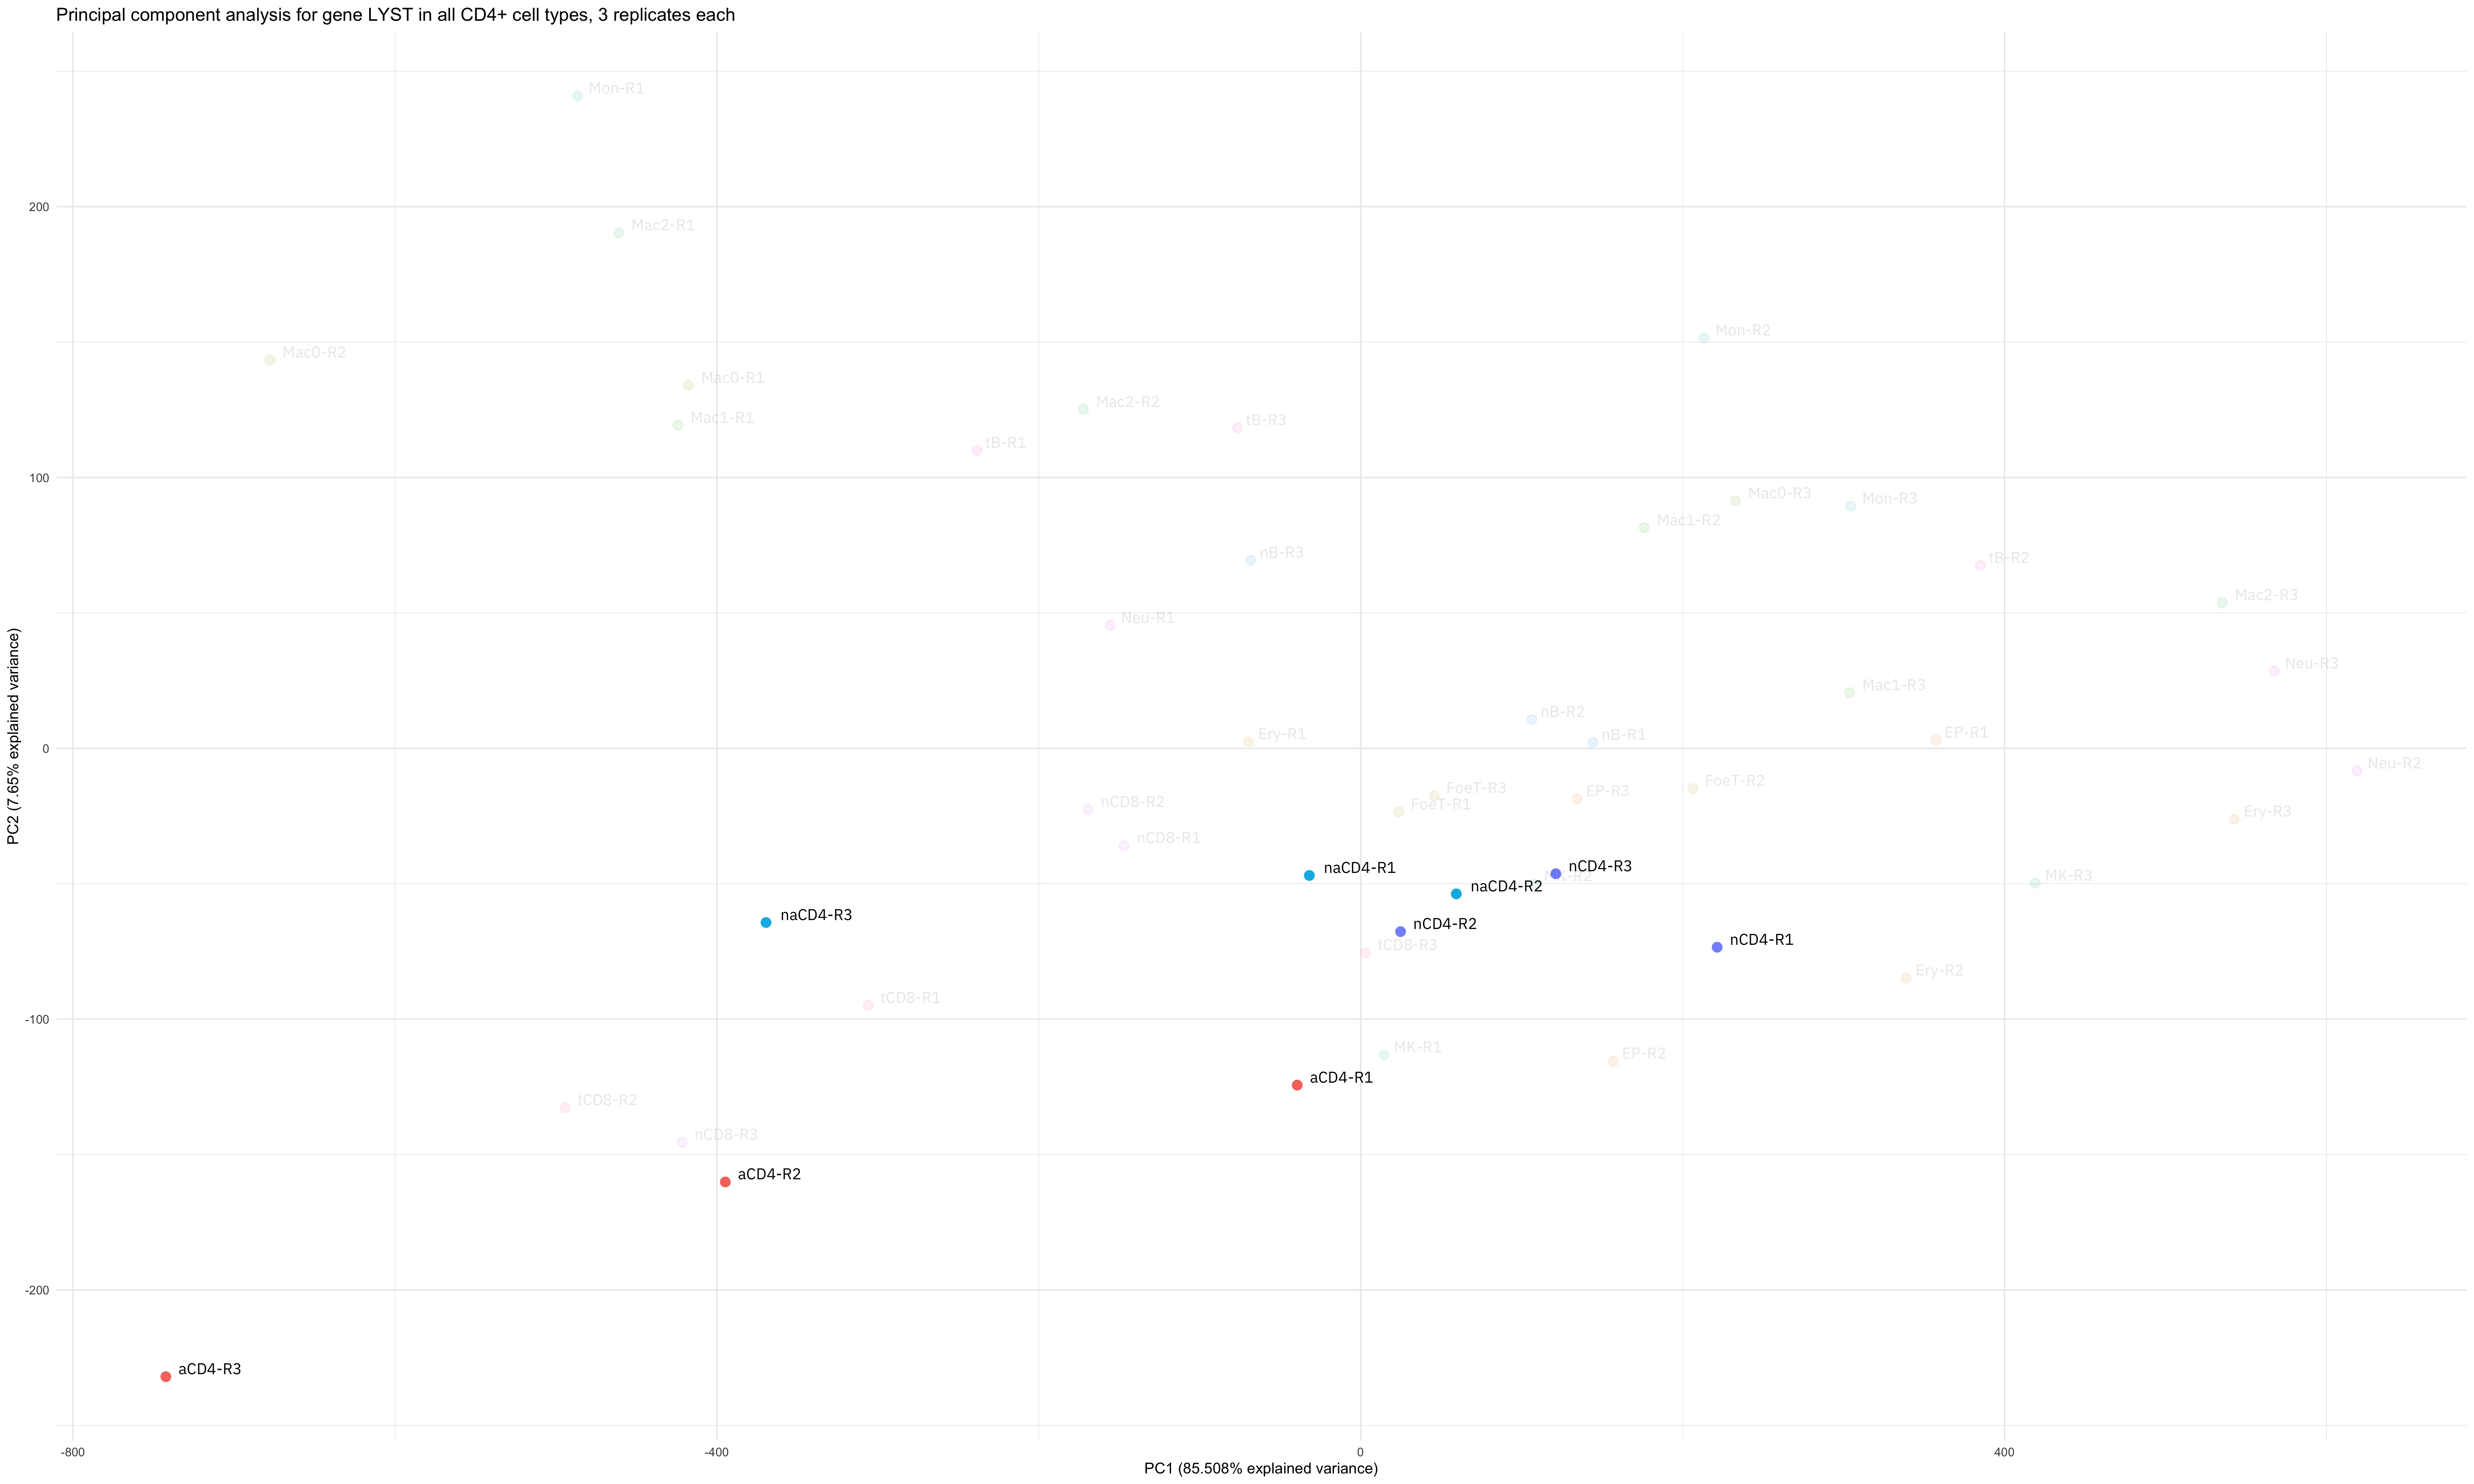 Principal component analysis for gene LYST in all CD4+ cell types, 3 replicates each
Mon-R1
200
Mac2-R1
Mon-R2
Mac0-R2
Mac0-R1
Mac2-R2
Mac1-R1
tB-R3
tB-R1
100
Mac0-R3
Mon-R3
Mac1-R2
nB-R3
tB-R2
Mac2-R3
Neu-R1
Neu-R3
Mac1-R3
nB-R2
Ery-R1
nB-R1
EP-R1
0
Neu-R2
FoeT-R2
FoeT-R3
EP-R3
FoeT-R1
nCD8-R2
Ery-R3
nCD8-R1
PC2 (7.65% explained variance)
naCD4-R1
nCD4-R3
MK-R3
naCD4-R2
naCD4-R3
nCD4-R2
nCD4-R1
tCD8-R3
Ery-R2
tCD8-R1
-100
MK-R1
EP-R2
aCD4-R1
tCD8-R2
nCD8-R3
aCD4-R2
-200
aCD4-R3
-800
-400
0
400
PC1 (85.508% explained variance)